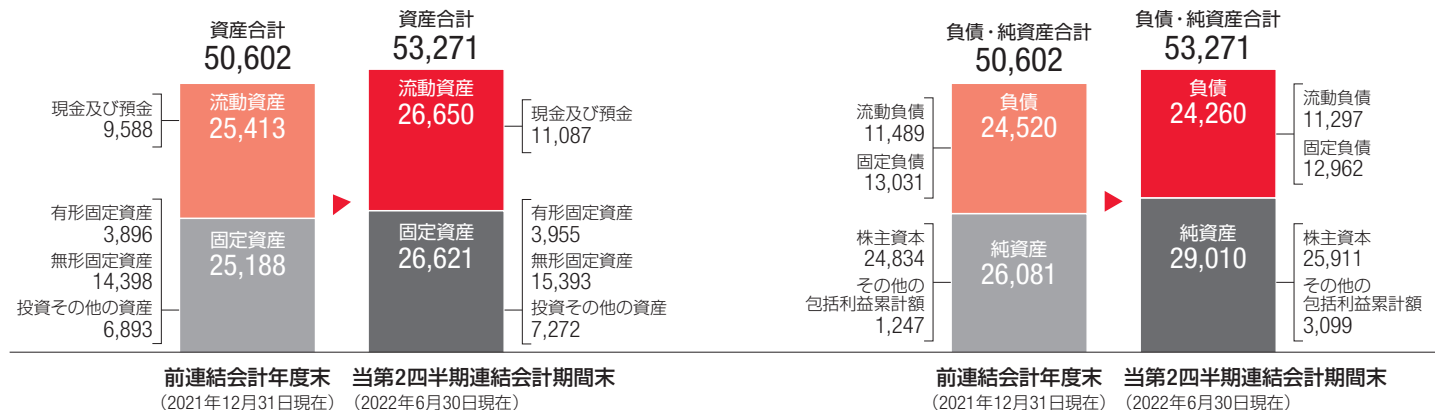 資産合計
50,602
流動資産
25,413
現金及び預金
9,588
有形固定資産
3,896
無形固定資産
14,398
投資その他の資産
6,893
固定資産
25,188
前連結会計年度末
（2021年12月31日現在）
資産合計
53,271
流動資産
26,650
現金及び預金
11,087
固定資産
26,621
有形固定資産
3,955
無形固定資産
15,393
投資その他の資産
7,272
当第2四半期連結会計期間末
（2022年6月30日現在）
負債・純資産合計
50,602
負債
24,520
流動負債
11,489
固定負債
13,031
株主資本
24,834
その他の
包括利益累計額
1,247
純資産
26,081
前連結会計年度末
（2021年12月31日現在）
負債・純資産合計
53,271
負債
24,260
流動負債
11,297
固定負債
12,962
純資産
29,010
株主資本
25,911
その他の
包括利益累計額
3,099
当第2四半期連結会計期間末
（2022年6月30日現在）